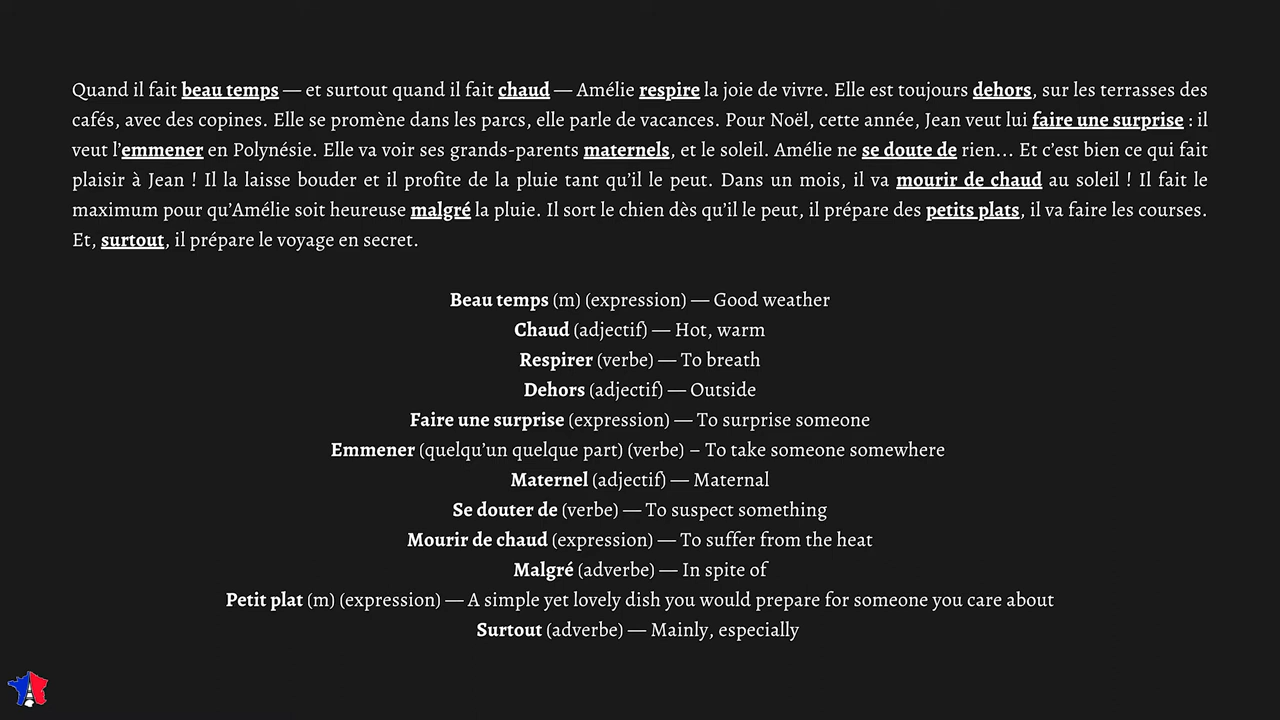 Quand il fait beau temps — et surtout quand il fait chaud — Amélie respire la joie de vivre. Elle est toujours dehors, sur les terrasses des
cafés, avec des copines. Elle se promène dans les parcs, elle parle de vacances. Pour Noël, cette année, Jean veut lui faire une surprise : il
veut l’emmener en Polynésie. Elle va voir ses grands-parents maternels, et le soleil. Amélie ne se doute de rien... Et c’est bien ce qui fait
plaisir à Jean ! Il la laisse bouder et il profite de la pluie tant qu’il le peut. Dans un mois, il va mourir de chaud au soleil ! Il fait le
maximum pour qu’Amélie soit heureuse malgré la pluie. Il sort le chien dès qu’il le peut, il prépare des petits plats, il va faire les courses.
Et, surtout, il prépare le voyage en secret.
Beau temps (m) (expression) — Good weather
Chaud (adjectif) — Hot, warm
Respirer (verbe) — To breath
Dehors (adjectif) — Outside
Faire une surprise (expression) — To surprise someone
Emmener (quelqu’un quelque part) (verbe) – To take someone somewhere
Maternel (adjectif) — Maternal
Se douter de (verbe) — To suspect something
Mourir de chaud (expression) — To suffer from the heat
Malgré (adverbe) — In spite of
Petit plat (m) (expression) — A simple yet lovely dish you would prepare for someone you care about
Surtout (adverbe) — Mainly, especially